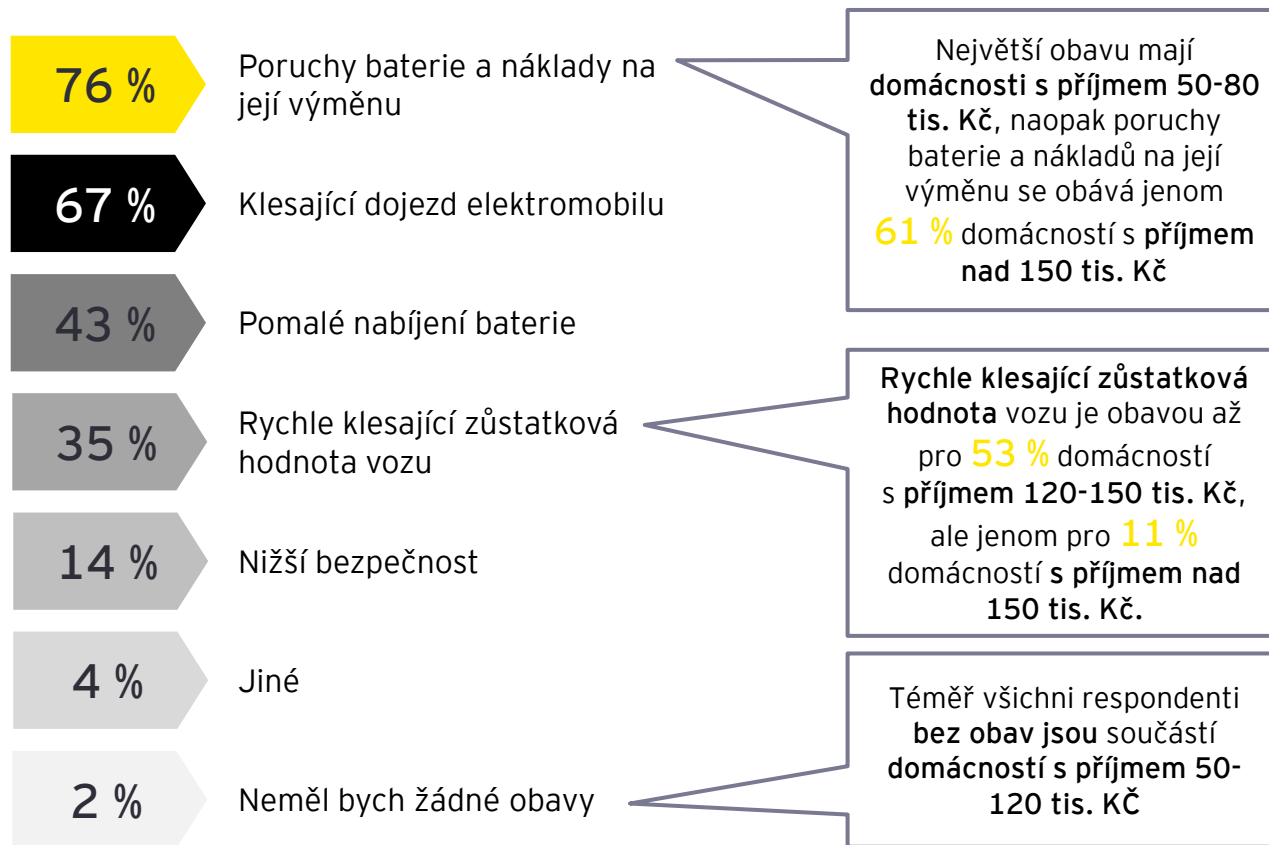 76 %
Poruchy baterie a náklady na
její výměnu
Největší obavu mají
domácnosti s příjmem 50-80
tis. Kč, naopak poruchy
baterie a nákladů na její
výměnu se obává jenom
61 % domácností s příjmem
nad 150 tis. Kč
67 %
Klesající dojezd elektromobilu
43 %
Pomalé nabíjení baterie
35 %
Rychle klesající zůstatková
hodnota vozu
Rychle klesající zůstatková
hodnota vozu je obavou až
pro 53 % domácností
s příjmem 120-150 tis. Kč,
ale jenom pro 11 %
domácností s příjmem nad
150 tis. Kč.
14 %
Nižší bezpečnost
4 %
Jiné
2 %
Neměl bych žádné obavy
Téměř všichni respondenti
bez obav jsou součástí
domácností s příjmem 50-
120 tis. KČ